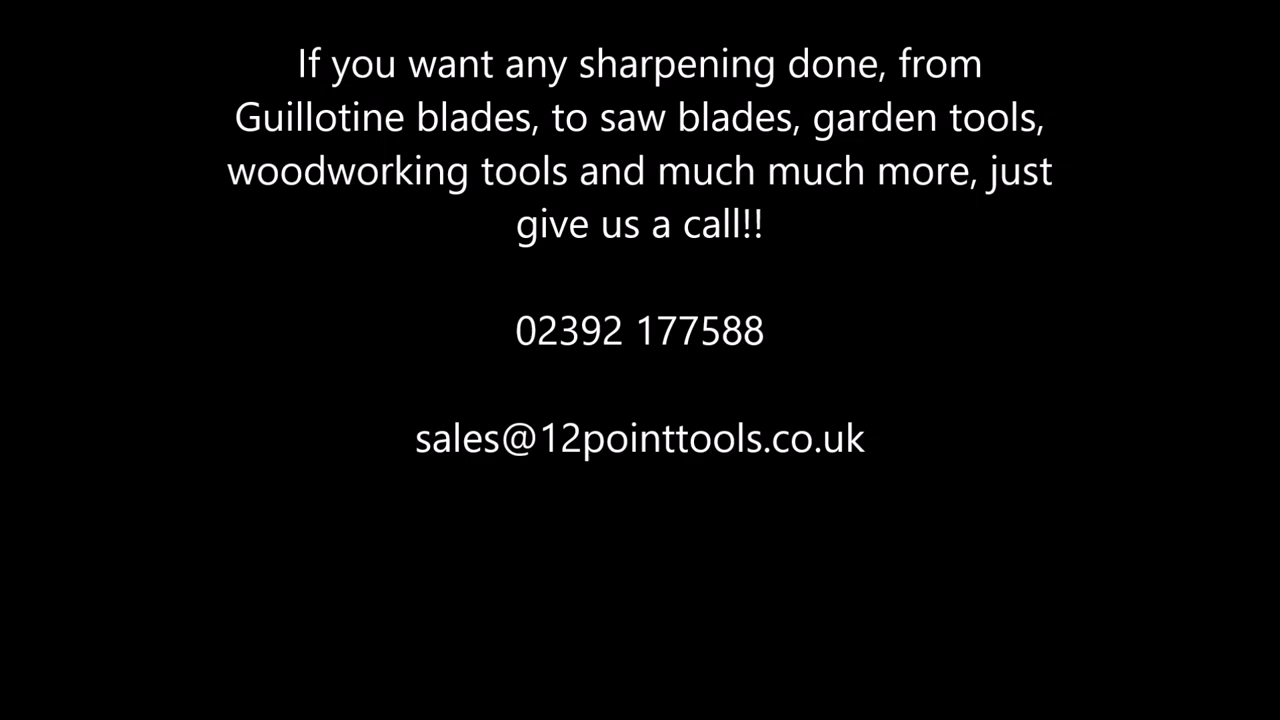 If you want any sharpening done, from
Guillotine blades, to saw blades, garden tools,
woodworking tools and much much more, just
give us a call!!
02392 177588
sales@12pointtools.co.uk